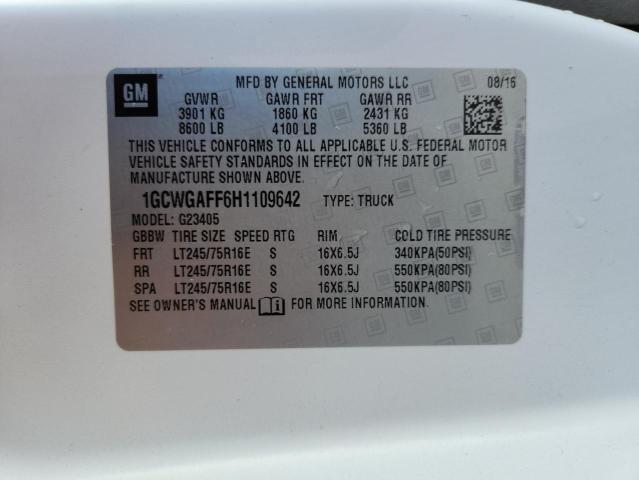 GM MFD BY GENERAL MOTORS LLC 08/16
GVWR GAWR FRT GAWR RR
3901 KG 1860 KG 2431 KG
8600 LB 4100 LB 5360 LB
THIS VEHICLE CONFORMS TO ALL APPLICABLE U.S. FEDERAL MOTOR
VEHICLE SAFETY STANDARDS IN EFFECT ON THE DATE OF
MANUFACTURE SHOWN ABOVE.
1GCWGAFF6H1109642 TYPE: TRUCK
MODEL: G23405
GBBW TIRE SIZE SPEED RTG RIM COLD TIRE PRESSURE
FRT LT245/75R16E S 16X6.5J 340KPA(50PSI)
RR LT245/75R16E S 16X6.5J 550KPA(80PSI)
SPA LT245/75R16E S 16X6.5J 550KPA(80PSI)
SEE OWNER'S MANUAL FOR MORE INFORMATION.